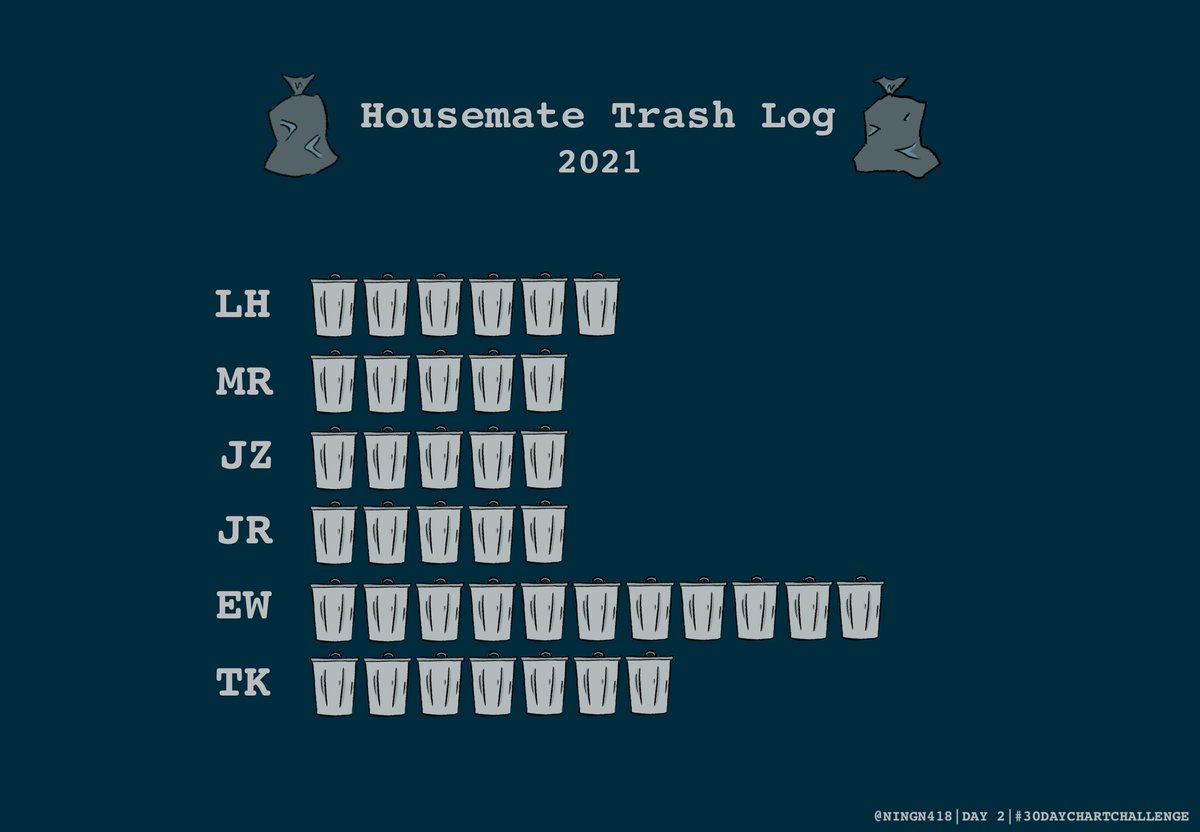 Housemate Trash Log
2021
LH
MR
JZ
JR
EW
TK
@NINGN418|DAY 2|#30DAYCHARTCHALLENGE